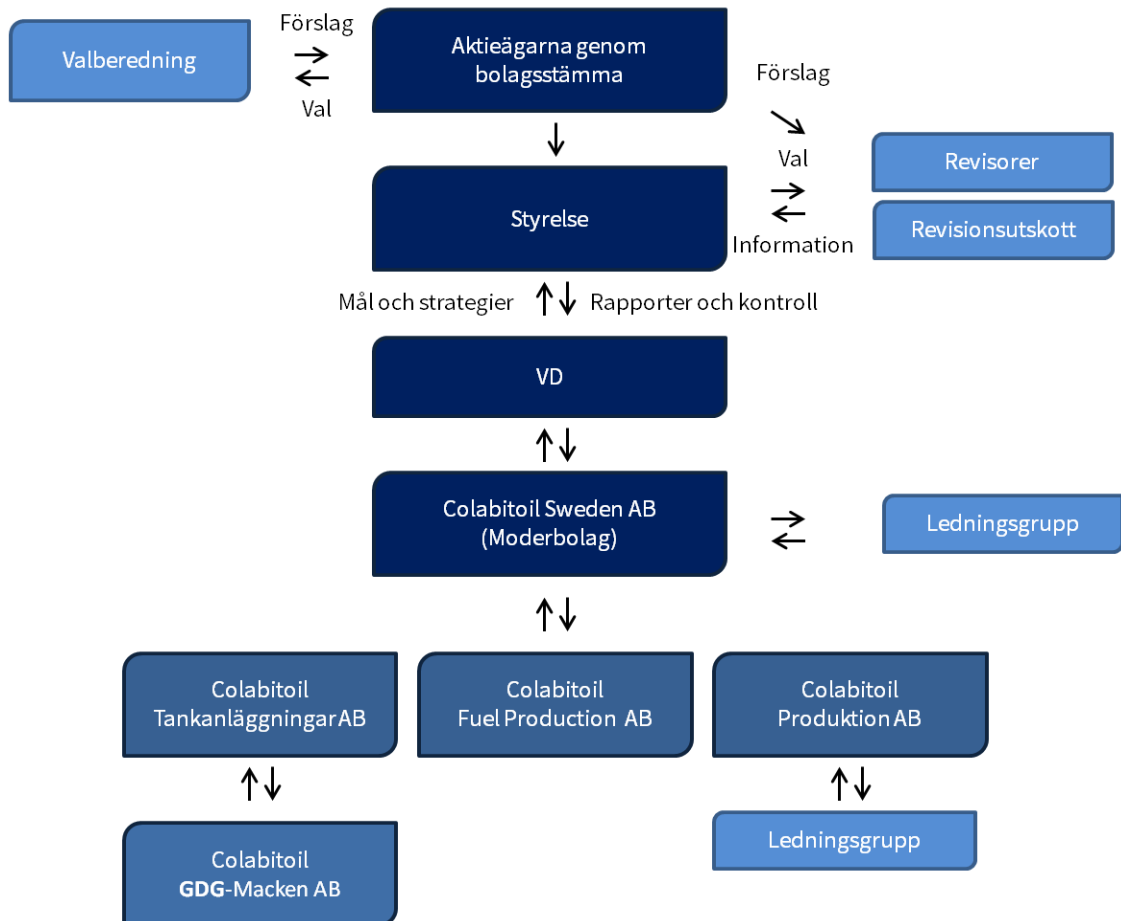 Förslag
Valberedning
Val
Aktieägarna genom
bolagsstämma
Förslag
Val
Revisorer
Styrelse
Revisionsutskott
Information
Mål och strategier
Rapporter och kontroll
VD
Colabitoil Sweden AB
(Moderbolag)
Ledningsgrupp
Colabitoil
Tankanläggningar AB
Colabitoil
Fuel Production AB
Colabitoil
Produktion AB
Colabitoil
GDG-Macken AB
Ledningsgrupp